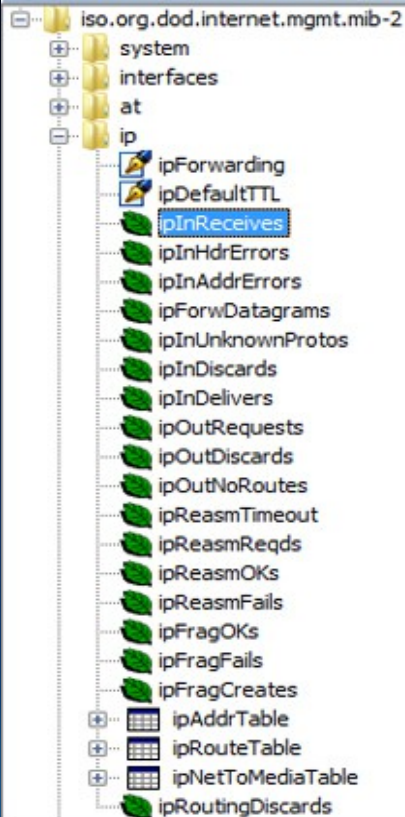 iso.org.dod.internet.mgmt.mib-2
system
interfaces
at
ip
ipForwarding
ipDefaultTTL
ipInReceives
ipInHdrErrors
ipInAddrErrors
ipForwDatagrams
ipInUnknownProtos
ipInDiscards
ipInDelivers
ipOutRequests
ipOutDiscards
ipOutNoRoutes
ipReasmTimeout
ipReasmReqds
ipReasmOKs
ipReasmFails
ipFragOKs
ipFragFails
ipFragCreates
ipAddrTable
ipRouteTable
ipNetToMediaTable
ipRoutingDiscards